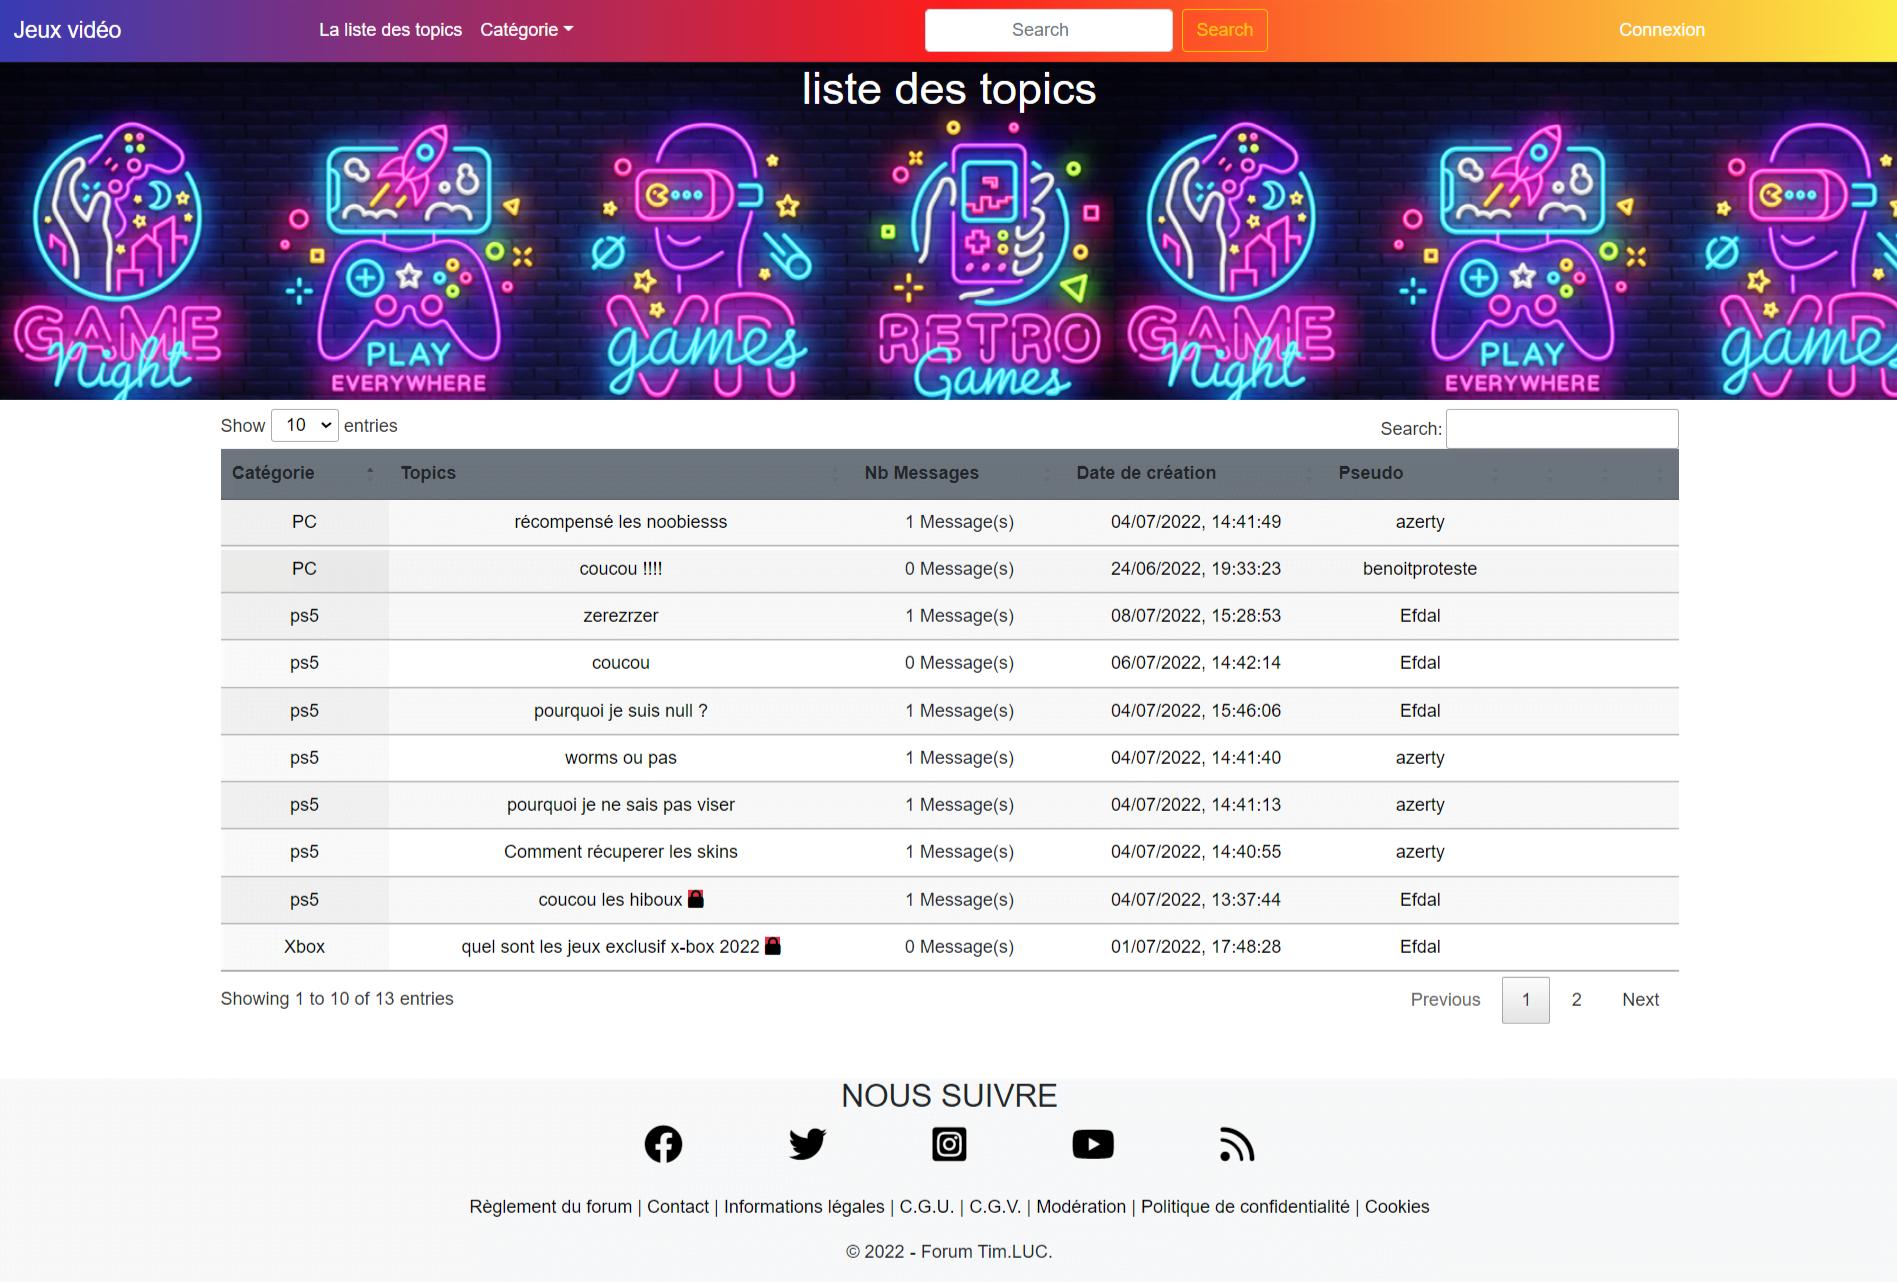 Jeux vidéo La liste des topics Catégorie Search Search Connexion
liste des topics
GAME Night PLAY EVERYWHERE VR games RETRO Games GAME Night PLAY EVERYWHERE VR games
Show 10 entries Search:
Catégorie Topics Nb Messages Date de création Pseudo
PC récompensé les noobiesss 1 Message(s) 04/07/2022, 14:41:49 azerty
PC coucou !!!! 0 Message(s) 24/06/2022, 19:33:23 benoitproteste
ps5 zerezrzer 1 Message(s) 08/07/2022, 15:28:53 Efdal
ps5 coucou 0 Message(s) 06/07/2022, 14:42:14 Efdal
ps5 pourquoi je suis null ? 1 Message(s) 04/07/2022, 15:46:06 Efdal
ps5 worms ou pas 1 Message(s) 04/07/2022, 14:41:40 azerty
ps5 pourquoi je ne sais pas viser 1 Message(s) 04/07/2022, 14:41:13 azerty
ps5 Comment récuperer les skins 1 Message(s) 04/07/2022, 14:40:55 azerty
ps5 coucou les hiboux 1 Message(s) 04/07/2022, 13:37:44 Efdal
Xbox quel sont les jeux exclusif x-box 2022 0 Message(s) 01/07/2022, 17:48:28 Efdal
Showing 1 to 10 of 13 entries Previous 1 2 Next
NOUS SUIVRE
Règlement du forum | Contact | Informations légales | C.G.U. | C.G.V. | Modération | Politique de confidentialité | Cookies
© 2022 - Forum Tim.LUC.